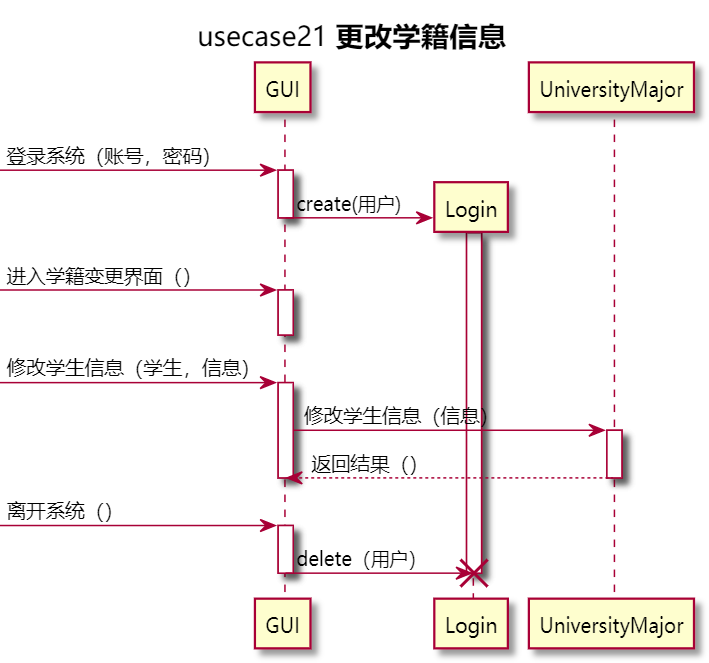 usecase21 更改学籍信息
GUI
UniversityMajor
登录系统（账号，密码）
create(用户)
Login
进入学籍变更界面（）
修改学生信息（学生，信息）
修改学生信息（信息）
返回结果（）
离开系统（）
delete（用户）
GUI
Login
UniversityMajor